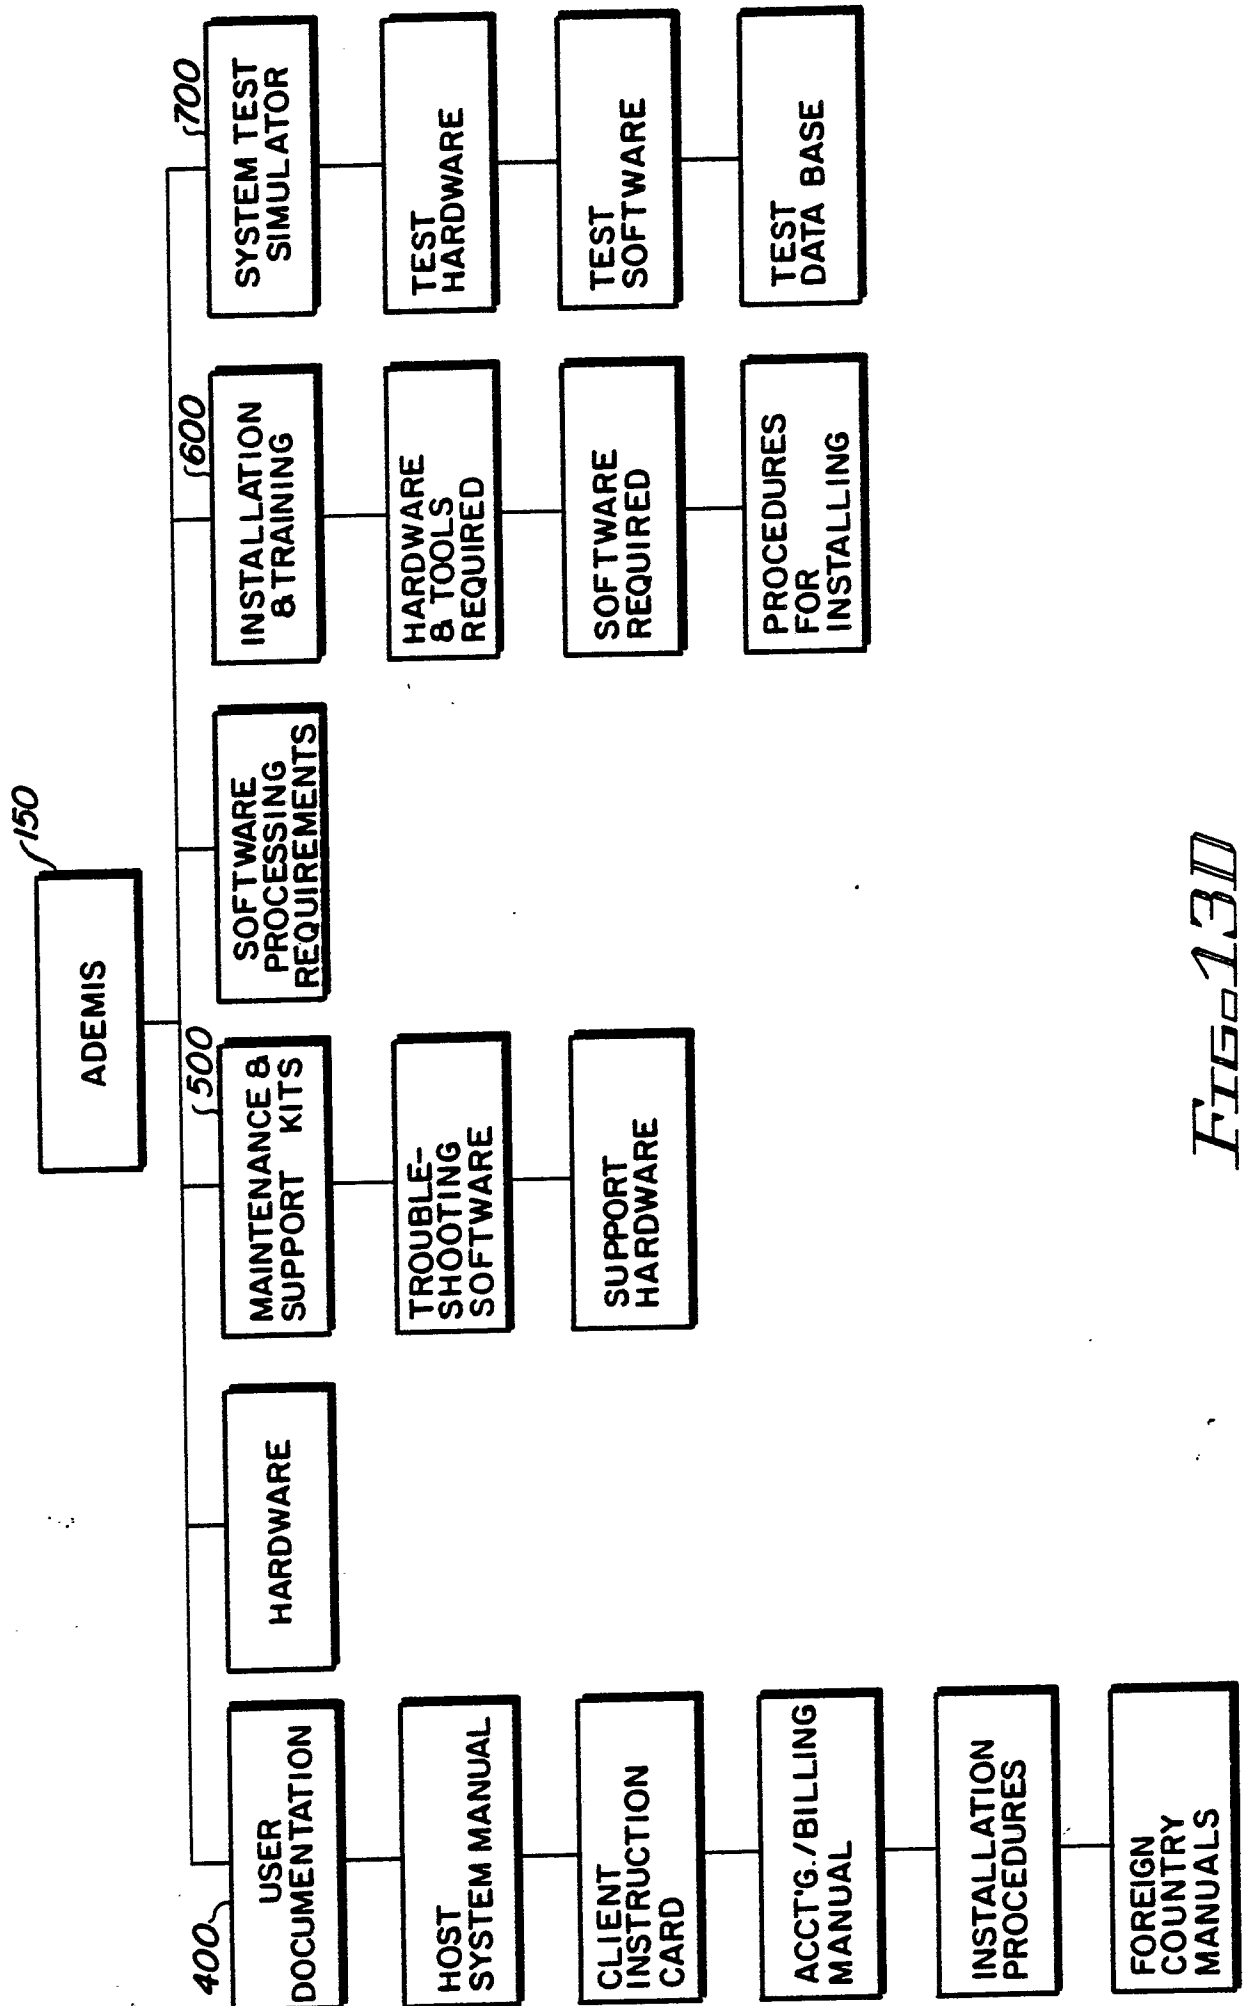 150
ADEMIS
400
USER
DOCUMENTATION
HOST
SYSTEM MANUAL
CLIENT
INSTRUCTION
CARD
ACCT'G./BILLING
MANUAL
INSTALLATION
PROCEDURES
FOREIGN
COUNTRY
MANUALS
HARDWARE
500
MAINTENANCE &
SUPPORT KITS
TROUBLE-
SHOOTING
SOFTWARE
SUPPORT
HARDWARE
SOFTWARE
PROCESSING
REQUIREMENTS
600
INSTALLATION
& TRAINING
HARDWARE
& TOOLS
REQUIRED
SOFTWARE
REQUIRED
PROCEDURES
FOR
INSTALLING
700
SYSTEM TEST
SIMULATOR
TEST
HARDWARE
TEST
SOFTWARE
TEST
DATA BASE
FIG. 13D